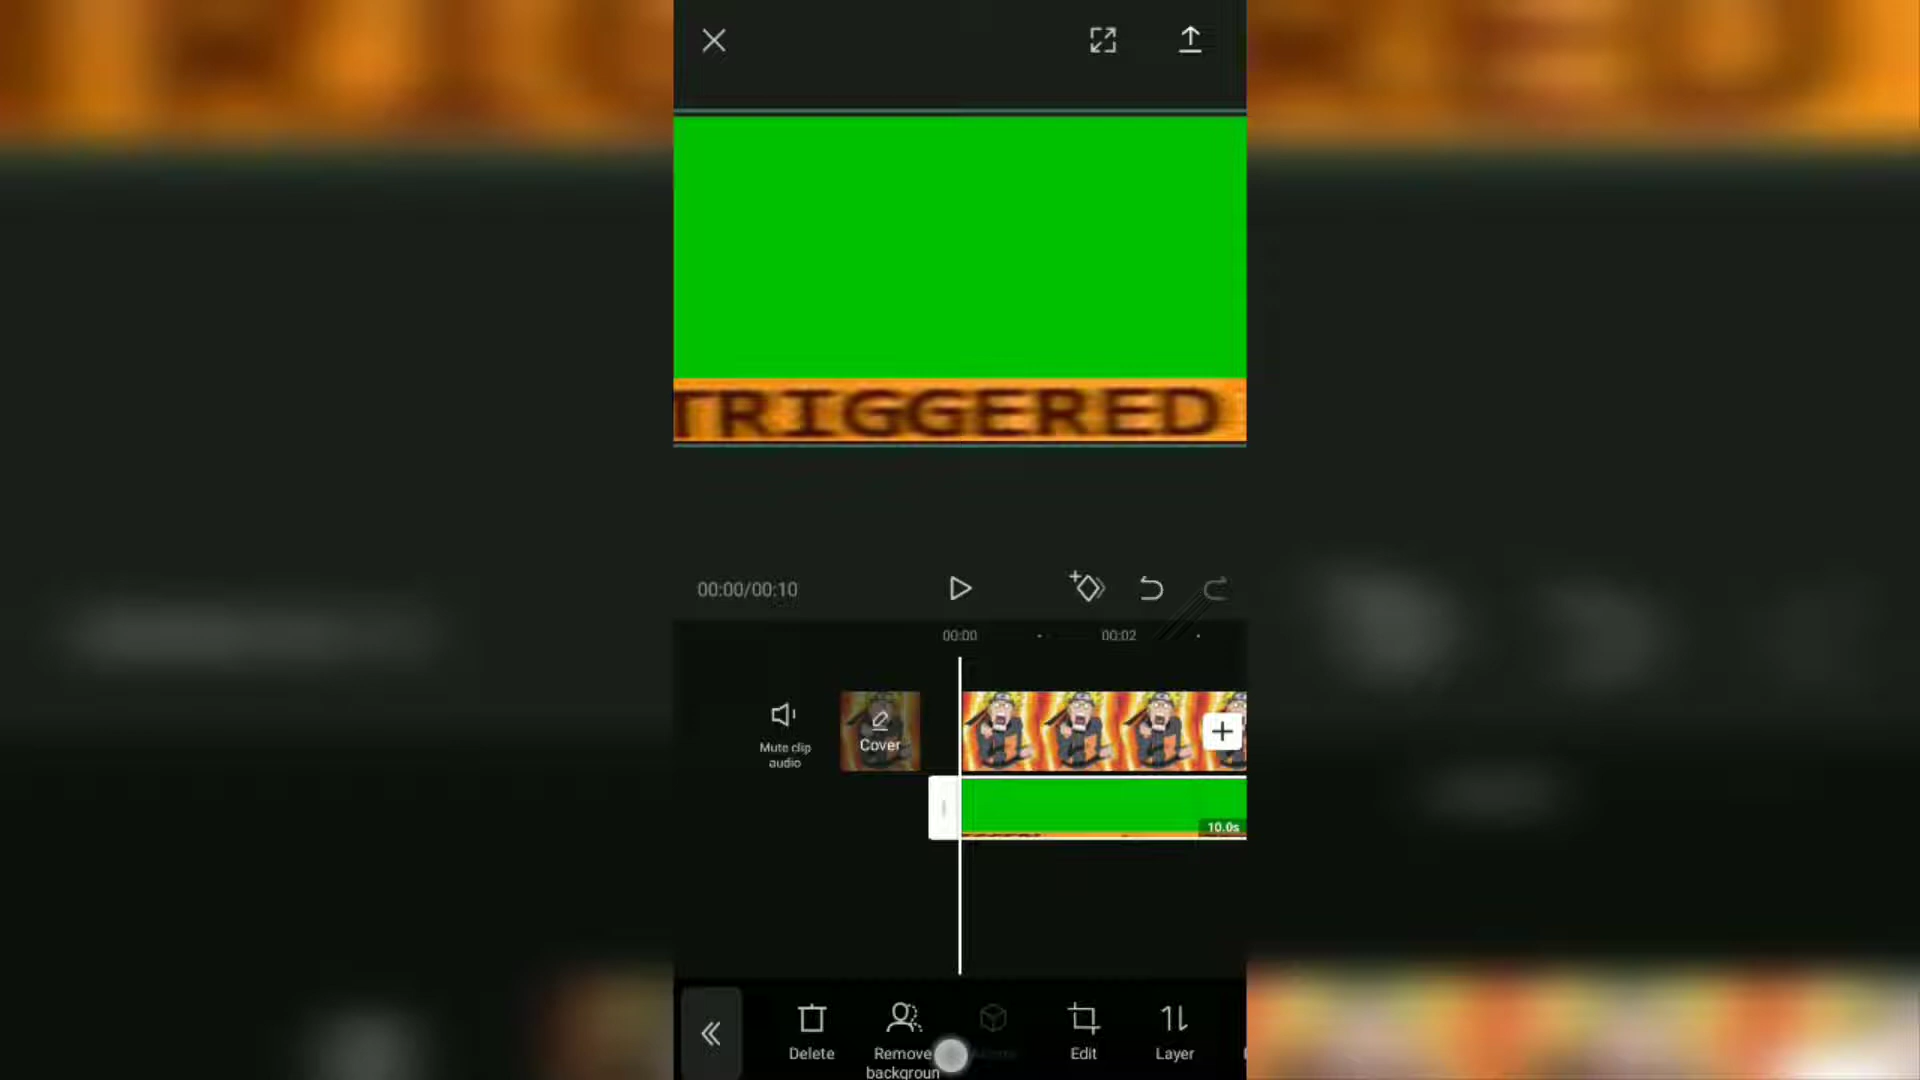 TRIGGERED
00:00/00:10
00:00
00:02
Mute clip
audio
Cover
10.0s
Delete
Remove
backgroun
Edit
Layer